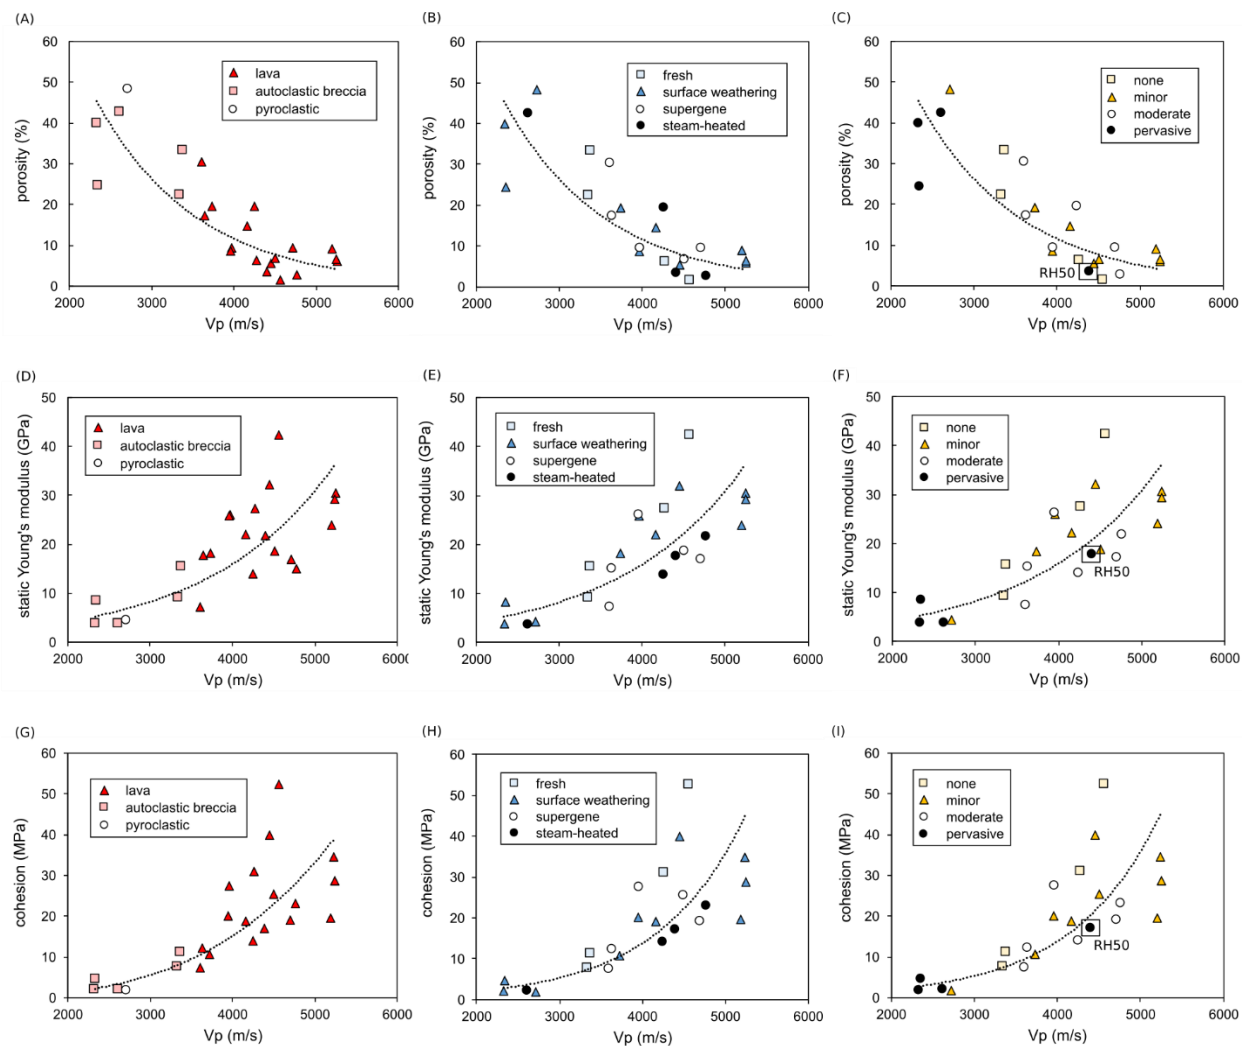 (A)
60
50
40
30
20
10
0
porosity (%)
lava
autoclastic breccia
pyroclastic
2000 3000 4000 5000 6000
Vp (m/s)
(B)
60
50
40
30
20
10
0
porosity (%)
fresh
surface weathering
supergene
steam-heated
2000 3000 4000 5000 6000
Vp (m/s)
(C)
60
50
40
30
20
10
0
porosity (%)
none
minor
moderate
pervasive
RH50
2000 3000 4000 5000 6000
Vp (m/s)
(D)
50
40
30
20
10
0
static Young's modulus (GPa)
lava
autoclastic breccia
pyroclastic
2000 3000 4000 5000 6000
Vp (m/s)
(E)
50
40
30
20
10
0
static Young's modulus (GPa)
fresh
surface weathering
supergene
steam-heated
2000 3000 4000 5000 6000
Vp (m/s)
(F)
50
40
30
20
10
0
static Young's modulus (GPa)
none
minor
moderate
pervasive
RH50
2000 3000 4000 5000 6000
Vp (m/s)
(G)
60
50
40
30
20
10
0
cohesion (MPa)
lava
autoclastic breccia
pyroclastic
2000 3000 4000 5000 6000
Vp (m/s)
(H)
60
50
40
30
20
10
0
cohesion (MPa)
fresh
surface weathering
supergene
steam-heated
2000 3000 4000 5000 6000
Vp (m/s)
(I)
60
50
40
30
20
10
0
cohesion (MPa)
none
minor
moderate
pervasive
RH50
2000 3000 4000 5000 6000
Vp (m/s)